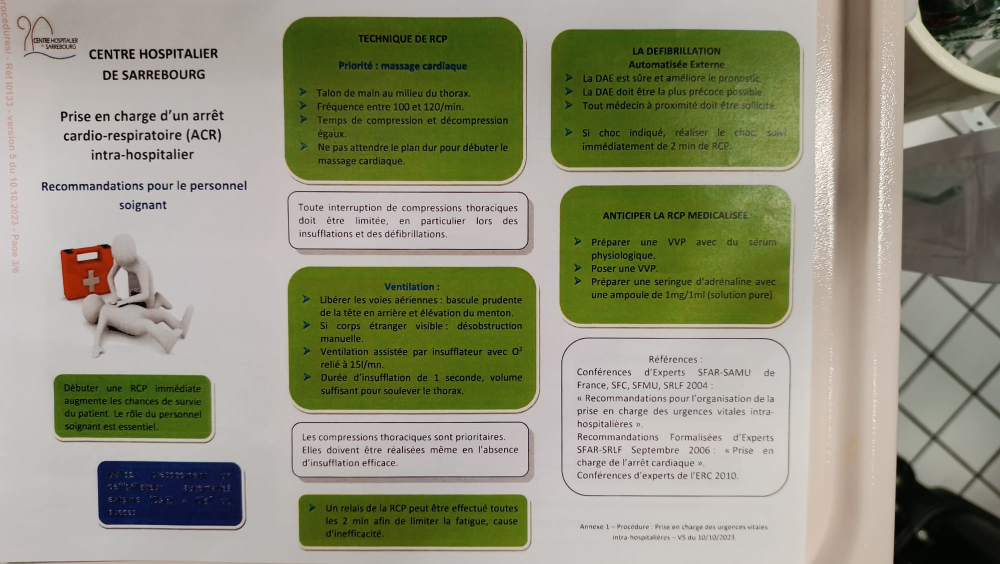 procedures/ - Réf I0133 - version 5 du 10.10.2023 - Page 3/6
CENTRE HOSPITALIER
DE SARREBOURG
CENTRE HOSPITALIER
DE SARREBOURG
Prise en charge d'un arrêt
cardio-respiratoire (ACR)
intra-hospitalier
Recommandations pour le personnel
soignant
Débuter une RCP immédiate
augmente les chances de survie
du patient. Le rôle du personnel
soignant est essentiel.
Utiliser précocement un
défibrillateur automatisé
externe
succès
TECHNIQUE DE RCP
Priorité : massage cardiaque
➢ Talon de main au milieu du thorax.
➢ Fréquence entre 100 et 120/min.
➢ Temps de compression et décompression
égaux.
➢ Ne pas attendre le plan dur pour débuter le
massage cardiaque.
Toute interruption de compressions thoraciques
doit être limitée, en particulier lors des
insufflations et des défibrillations.
Ventilation :
➢ Libérer les voies aériennes : bascule prudente
de la tête en arrière et élévation du menton.
➢ Si corps étranger visible : désobstruction
manuelle.
➢ Ventilation assistée par insufflateur avec O²
relié à 15l/mn.
➢ Durée d'insufflation de 1 seconde, volume
suffisant pour soulever le thorax.
Les compressions thoraciques sont prioritaires.
Elles doivent être réalisées même en l'absence
d'insufflation efficace.
➢ Un relais de la RCP peut être effectué toutes
les 2 min afin de limiter la fatigue, cause
d'inefficacité.
LA DEFIBRILLATION
Automatisée Externe
➢ La DAE est sûre et améliore le pronostic.
➢ La DAE doit être la plus précoce possible.
➢ Tout médecin à proximité doit être sollicité.
➢ Si choc indiqué, réaliser le choc, suivi
immédiatement de 2 min de RCP.
ANTICIPER LA RCP MEDICALISEE
➢ Préparer une VVP avec du sérum
physiologique.
➢ Poser une VVP.
➢ Préparer une seringue d'adrénaline avec
une ampoule de 1mg/1ml (solution pure).
Références :
Conférences d'Experts SFAR-SAMU de
France, SFC, SFMU, SRLF 2004 :
« Recommandations pour l'organisation de la
prise en charge des urgences vitales intra-
hospitalières ».
Recommandations Formalisées d'Experts
SFAR-SRLF Septembre 2006 : « Prise en
charge de l'arrêt cardiaque ».
Conférences d'experts de l'ERC 2010.
Annexe 1 – Procédure : Prise en charge des urgences vitales
intra-hospitalières – V5 du 10/10/2023